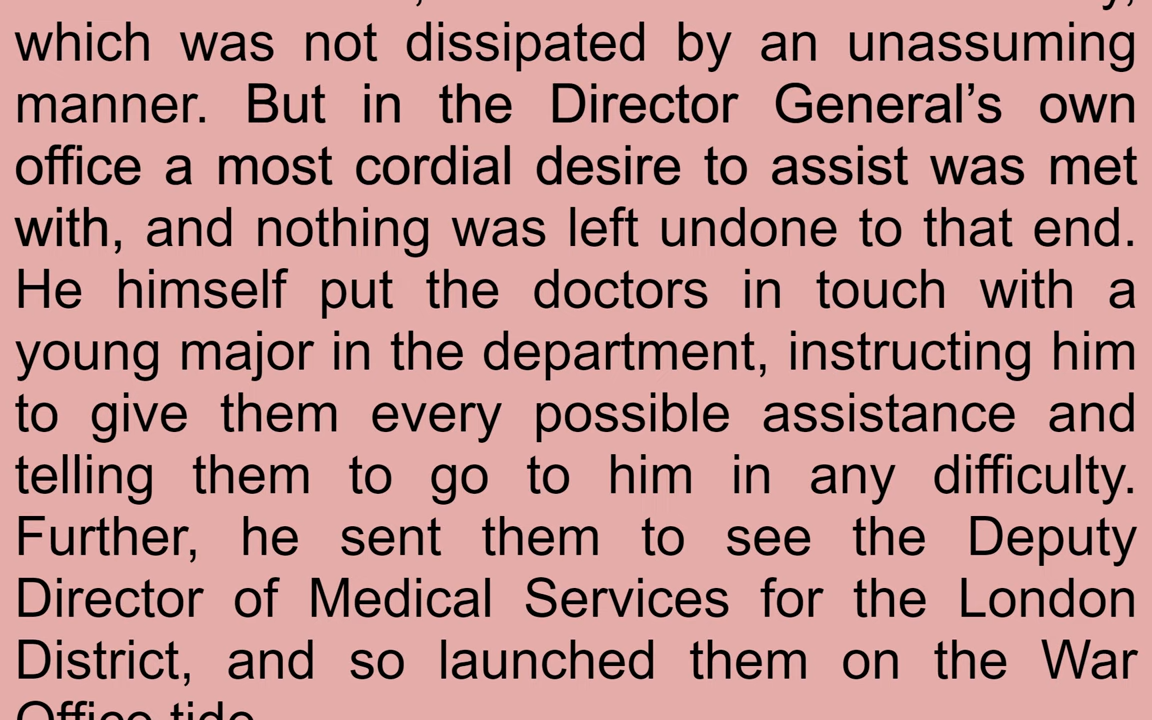 which was not dissipated by an unassuming
manner. But in the Director General’s own
office a most cordial desire to assist was met
with, and nothing was left undone to that end.
He himself put the doctors in touch with a
young major in the department, instructing him
to give them every possible assistance and
telling them to go to him in any difficulty.
Further, he sent them to see the Deputy
Director of Medical Services for the London
District, and so launched them on the War
Office tide.